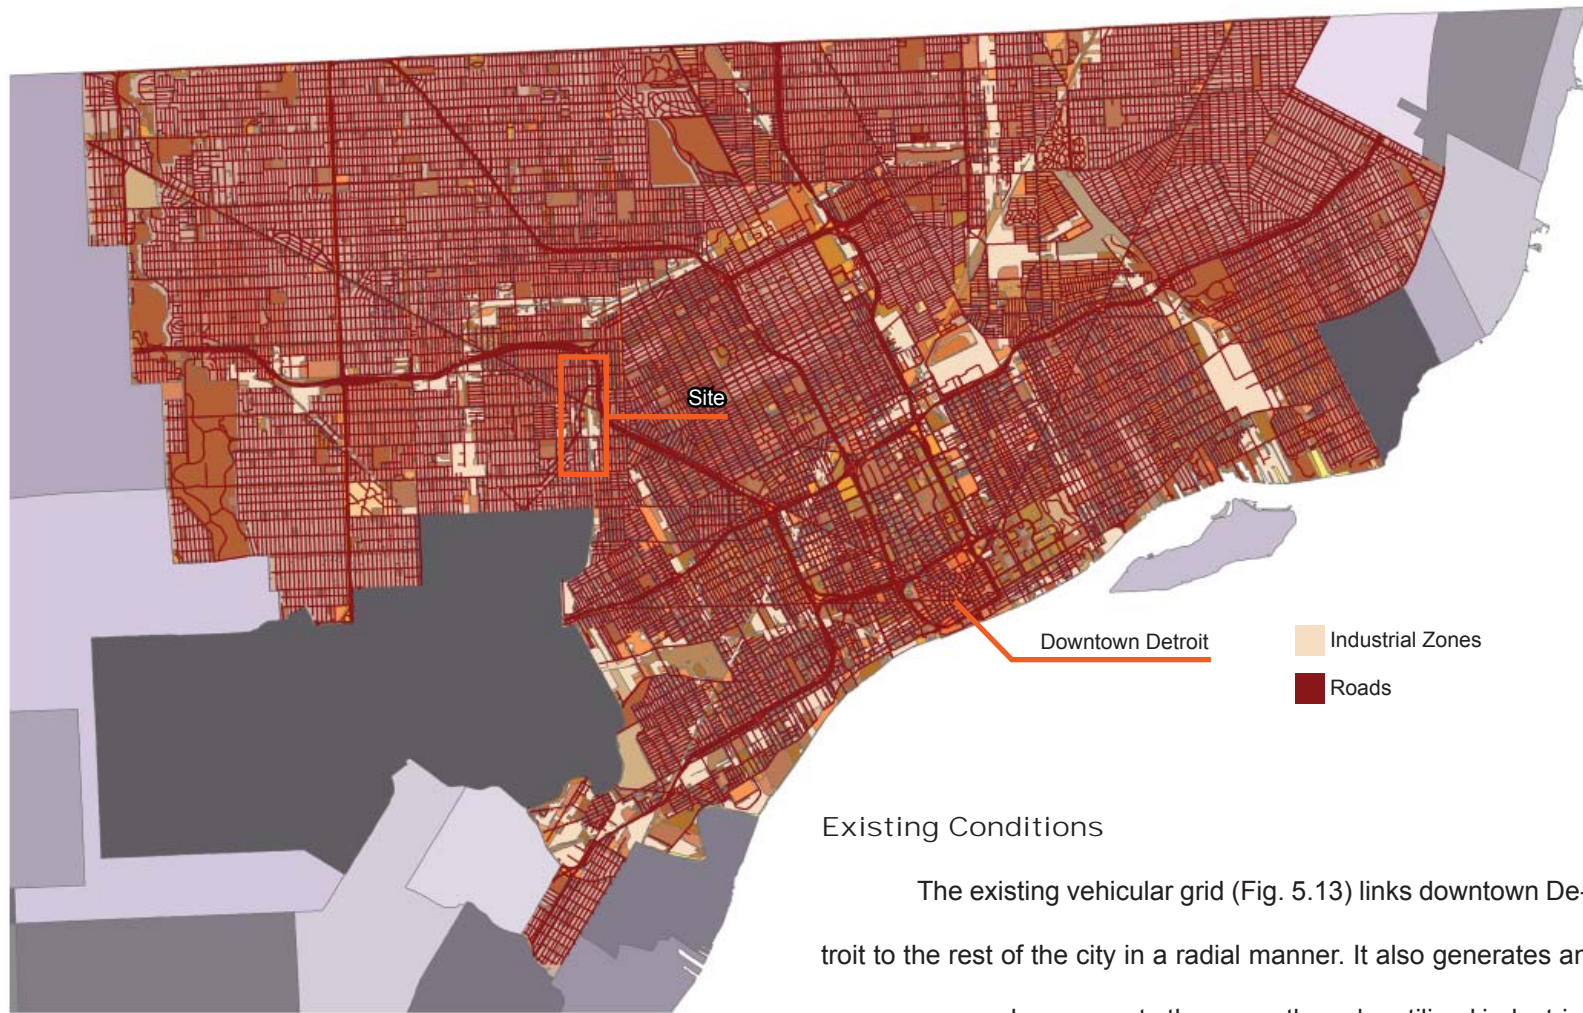 Site
Downtown Detroit
Industrial Zones
Roads
Existing Conditions
The existing vehicular grid (Fig. 5.13) links downtown De-
troit to the rest of the city in a radial manner. It also generates an